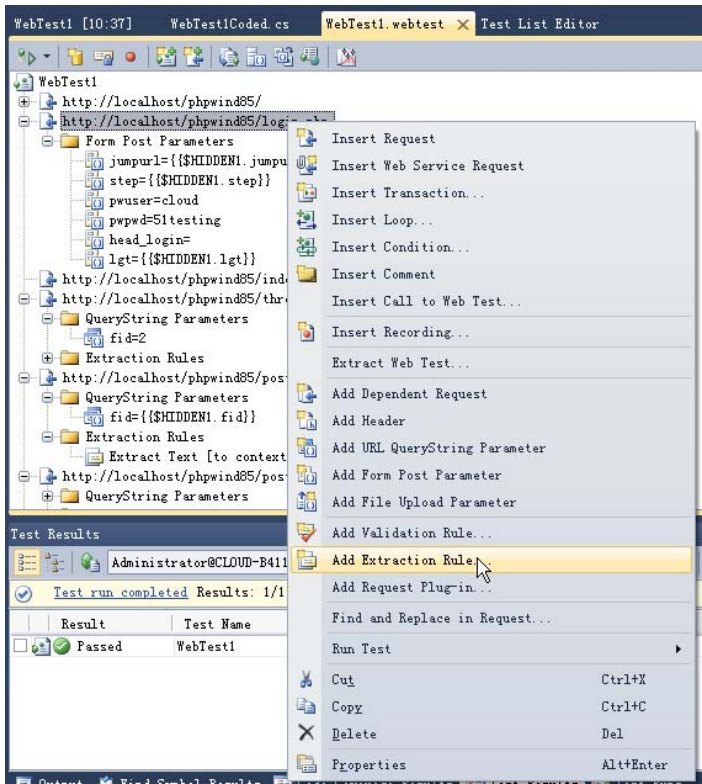 WebTest1 [10:37] WebTest1Coded.cs WebTest1.webtest Test List Editor
WebTest1
http://localhost/phpwind85/
http://localhost/phpwind85/login.php
Form Post Parameters
jumpurl={{$HIDDEN1.jumpu
step={{$HIDDEN1.step}}
pwuser=cloud
pwpwd=51testing
head_login=
lgt={{$HIDDEN1.lgt}}
http://localhost/phpwind85/ind
http://localhost/phpwind85/thr
QueryString Parameters
fid=2
Extraction Rules
http://localhost/phpwind85/pos
QueryString Parameters
fid={{$HIDDEN1.fid}}
Extraction Rules
Extract Text [to context
http://localhost/phpwind85/pos
QueryString Parameters
Insert Request
Insert Web Service Request
Insert Transaction...
Insert Loop...
Insert Condition...
Insert Comment
Insert Call to Web Test...
Insert Recording...
Extract Web Test...
Add Dependent Request
Add Header
Add URL QueryString Parameter
Add Form Post Parameter
Add File Upload Parameter
Add Validation Rule...
Add Extraction Rule...
Add Request Plug-in...
Find and Replace in Request...
Run Test
Cut Ctrl+X
Copy Ctrl+C
Delete Del
Properties Alt+Enter
Test Results
Administrator@CLOUD-B411
Test run completed Results: 1/1
Result Test Name
Passed WebTest1
Output Find Symbol Results